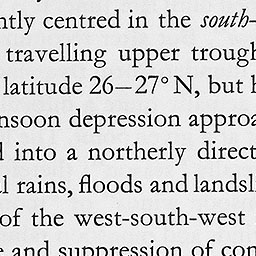 ntly centred in the south-
travelling upper trough
latitude 26—27° N, but h
nsoon depression approa
into a northerly direct
l rains, floods and landsli
of the west-south-west
and suppression of con